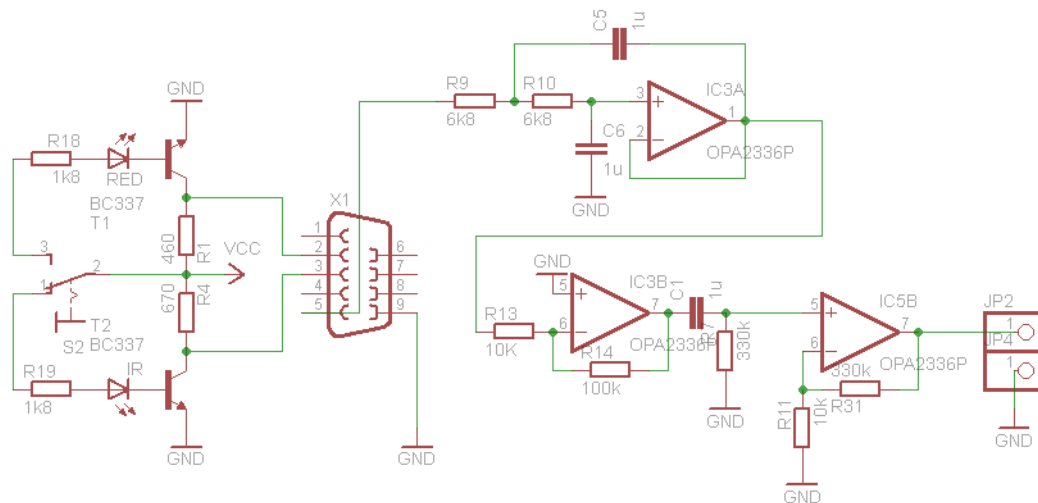 C5
1u
R9
6k8
R10
6k8
3
2
1
IC3A
OPA2336P
C6
1u
GND
GND
R18
1k8
RED
BC337
T1
460
R1
VCC
3
2
1
670
R4
S2
T2
BC337
R19
1k8
IR
GND
X1
1
2
3
4
5
6
7
8
9
GND
GND
5
6
7
IC3B
OPA2336P
R13
10K
R14
100k
C1
1u
R7
330k
GND
5
6
7
IC5B
OPA2336P
330k
R31
R11
10k
GND
JP2
1
JP4
1
GND